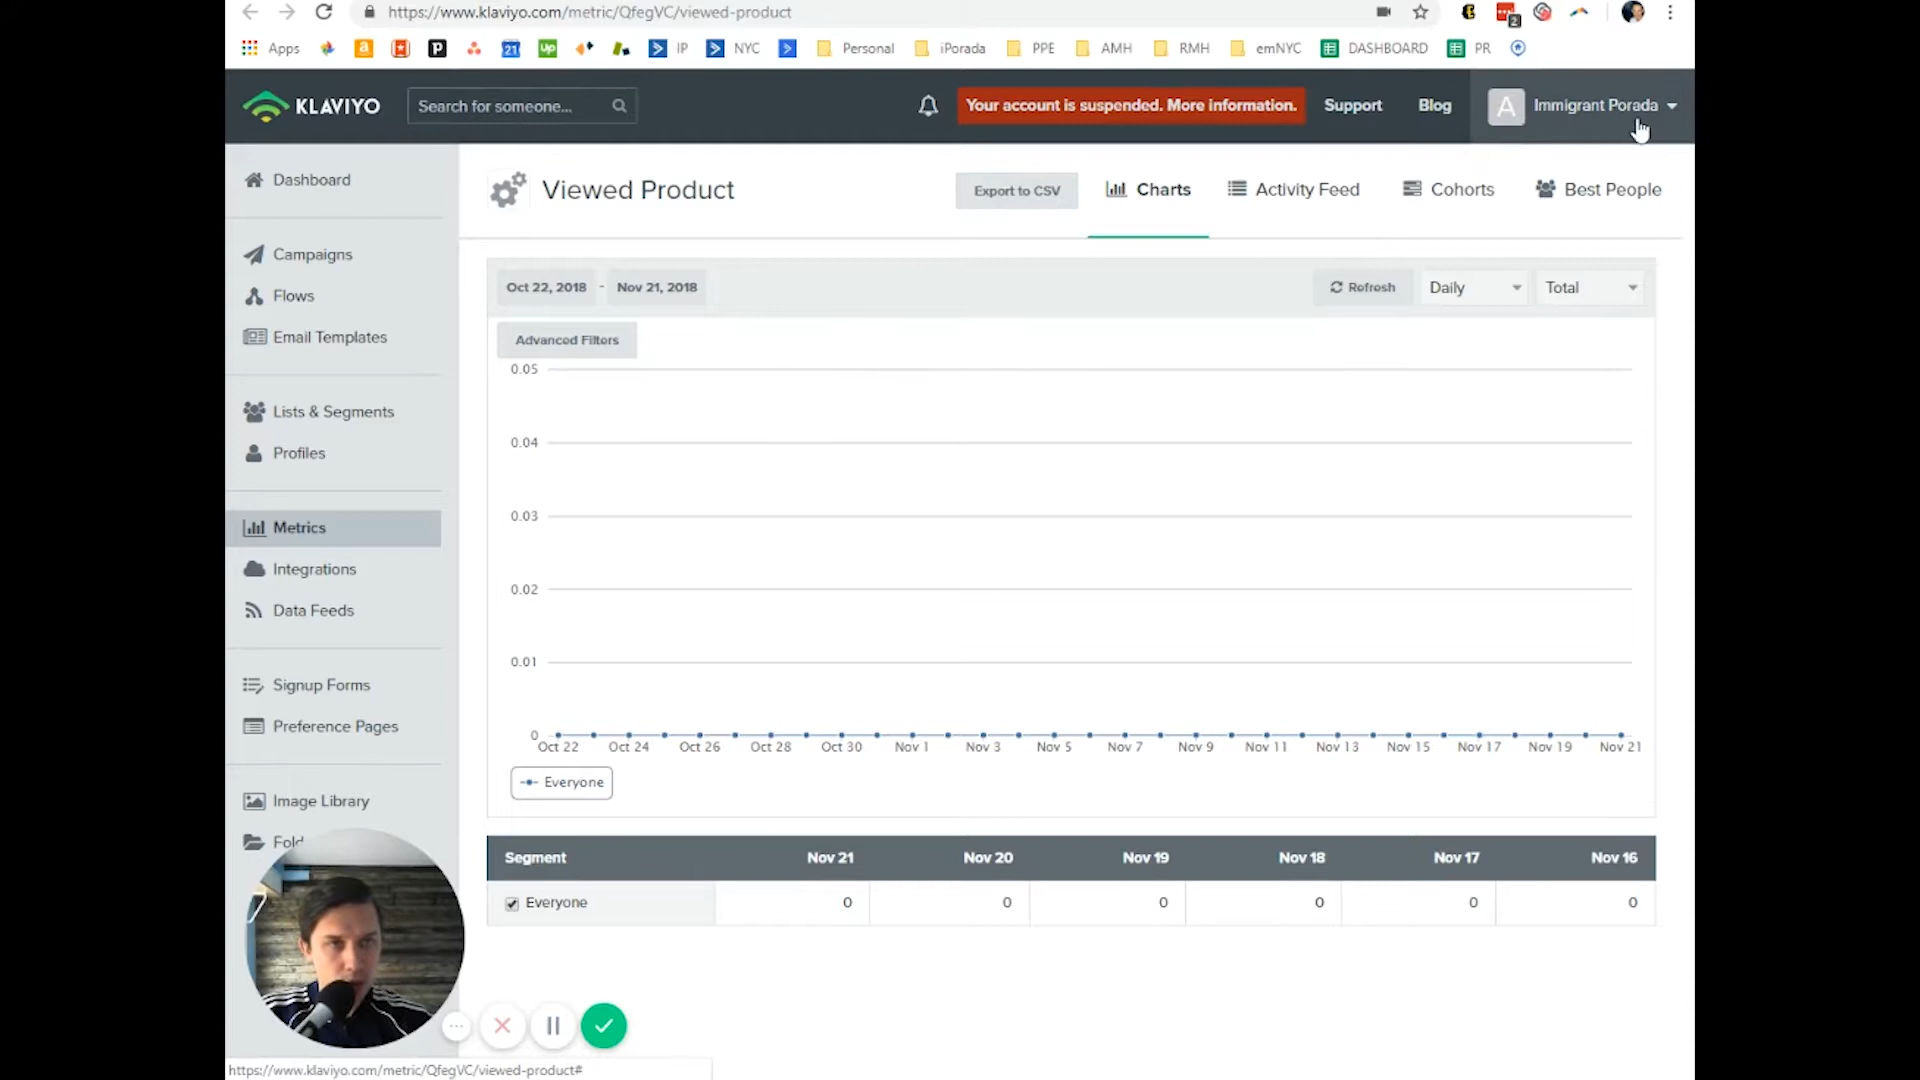 https://www.klaviyo.com/metric/QfegVC/viewed-product
2
Apps
a
P
21
up
IP
NYC
Personal
iPorada
PPE
AMH
RMH
emNYC
DASHBOARD
PR
KLAVIYO
Search for someone...
Your account is suspended. More information.
Support
Blog
A
Immigrant Porada
Dashboard
Campaigns
Flows
Email Templates
Lists & Segments
Profiles
Metrics
Integrations
Data Feeds
Signup Forms
Preference Pages
Image Library
Fold
Viewed Product
Export to CSV
Charts
Activity Feed
Cohorts
Best People
Oct 22, 2018 - Nov 21, 2018
Refresh
Daily
Total
Advanced Filters
0.05
0.04
0.03
0.02
0.01
0
Oct 22 Oct 24 Oct 26 Oct 28 Oct 30 Nov 1 Nov 3 Nov 5 Nov 7 Nov 9 Nov 11 Nov 13 Nov 15 Nov 17 Nov 19 Nov 21
Everyone
Segment Nov 21 Nov 20 Nov 19 Nov 18 Nov 17 Nov 16
Everyone 0 0 0 0 0 0
https://www.klaviyo.com/metric/QfegVC/viewed-product#